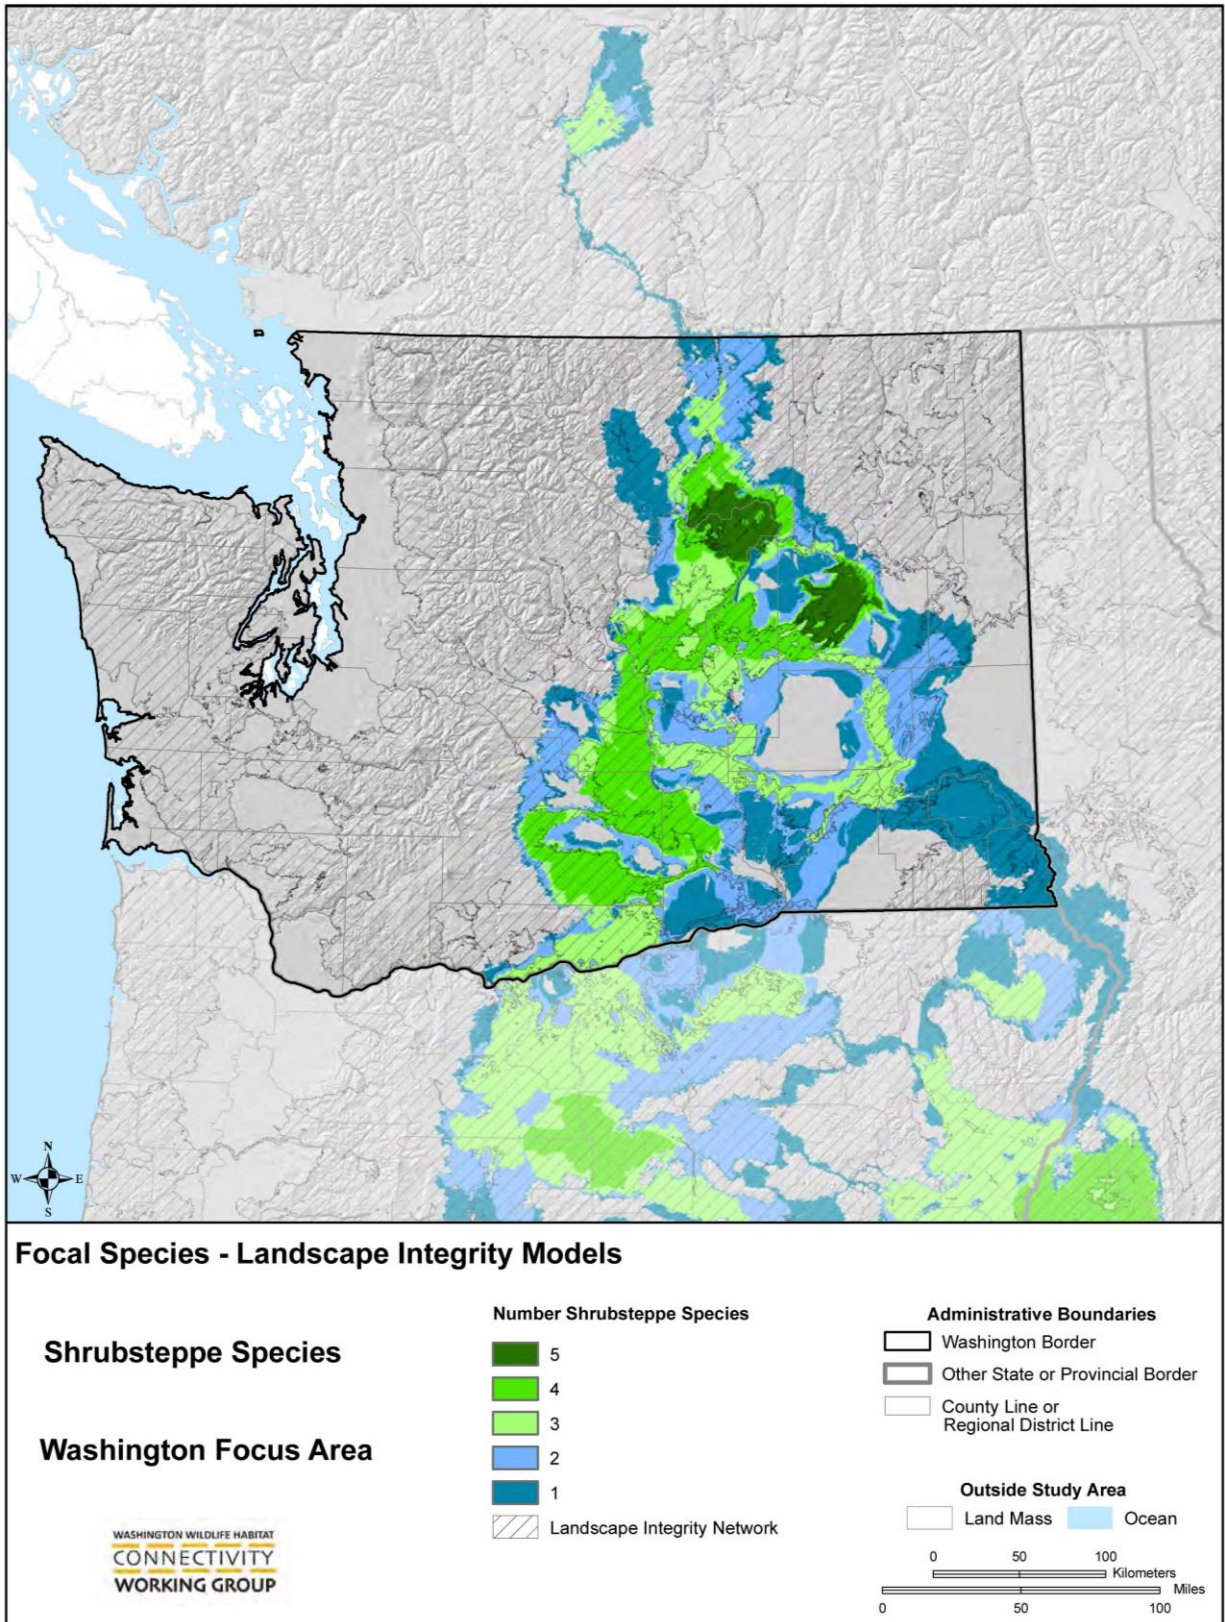 N
W
E
S
Focal Species - Landscape Integrity Models
Shrubsteppe Species
Washington Focus Area
WASHINGTON WILDLIFE HABITAT
CONNECTIVITY
WORKING GROUP
Number Shrubsteppe Species
5
4
3
2
1
Landscape Integrity Network
Administrative Boundaries
Washington Border
Other State or Provincial Border
County Line or
Regional District Line
Outside Study Area
Land Mass
Ocean
0 50 100
Kilometers
Miles
0 50 100